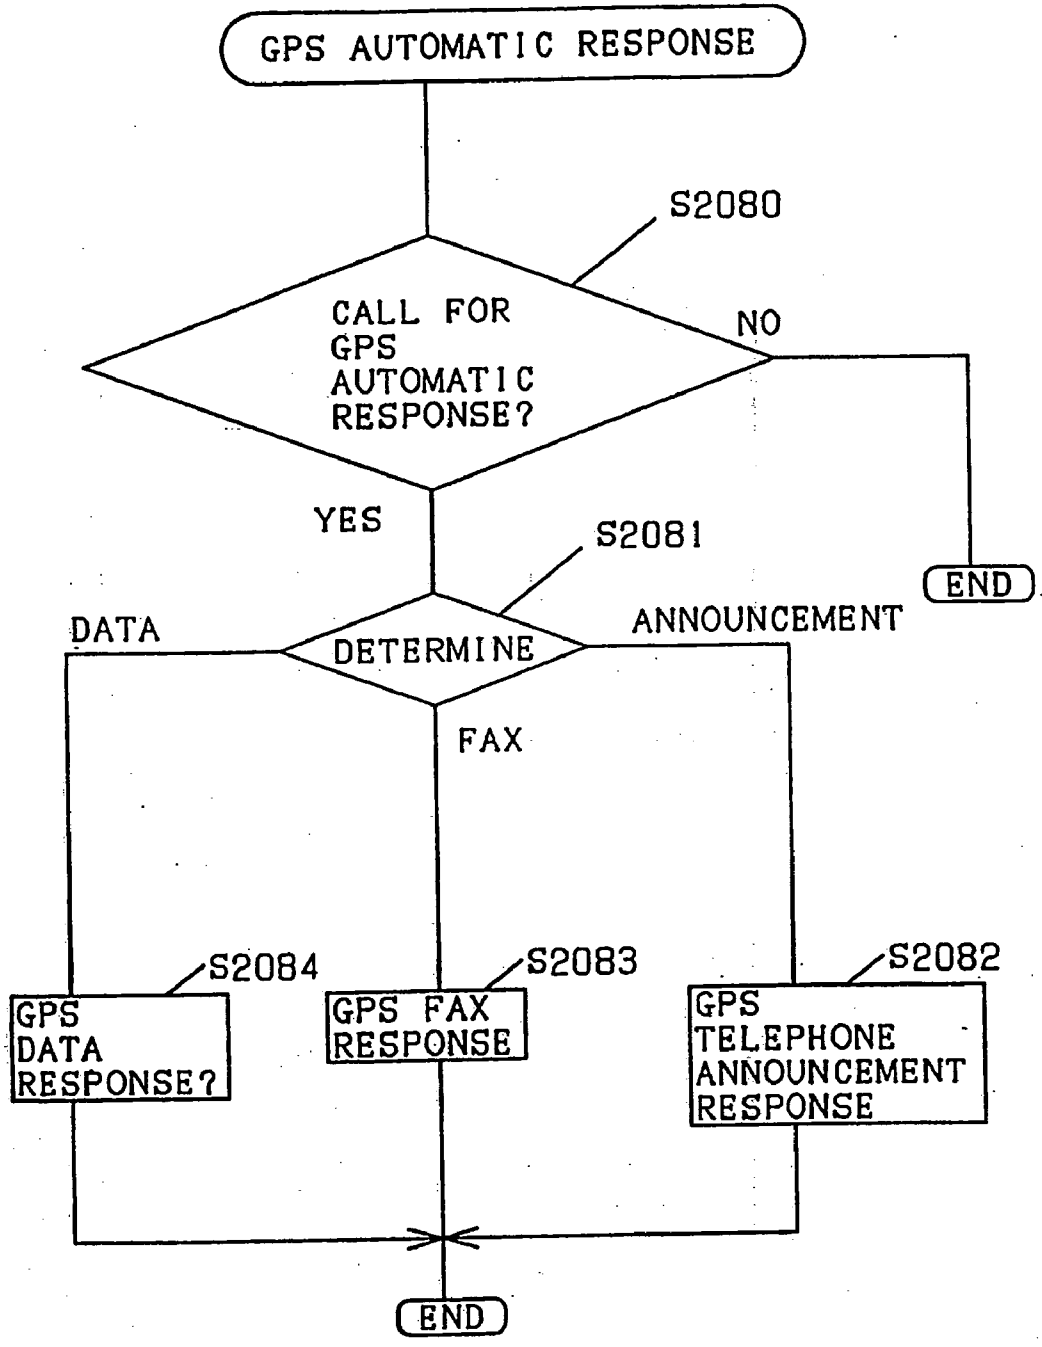 GPS AUTOMATIC RESPONSE
S2080
CALL FOR
GPS
AUTOMATIC
RESPONSE?
NO
YES
S2081
END
DATA
DETERMINE
ANNOUNCEMENT
FAX
S2084
S2083
S2082
GPS
DATA
RESPONSE?
GPS FAX
RESPONSE
GPS
TELEPHONE
ANNOUNCEMENT
RESPONSE
END